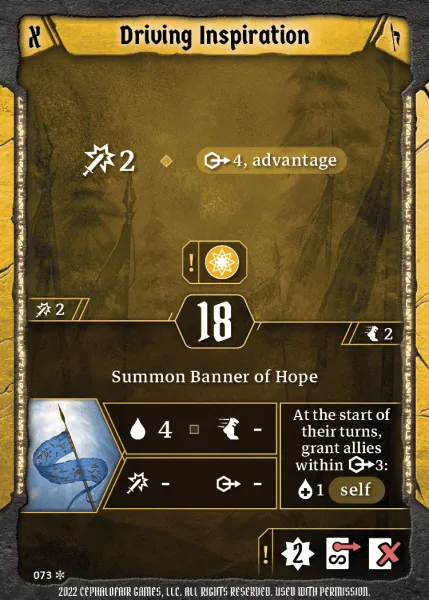 Driving Inspiration
2 4, advantage
!
2
18
2
Summon Banner of Hope
4 -
- -
At the start of
their turns,
grant allies
within 3:
1 self
! 2
073
2022 CEPHALOFAIR GAMES, LLC. ALL RIGHTS RESERVED. USED WITH PERMISSION.